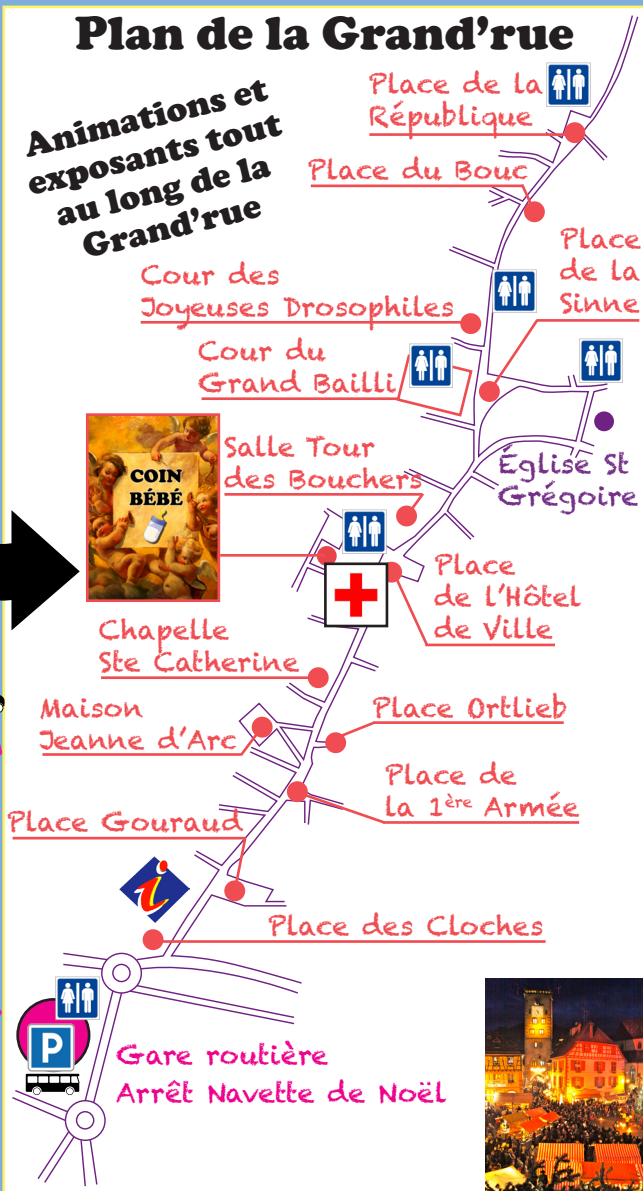 Plan de la Grand’rue
Animations et
exposants tout
au long de la
Grand’rue
Place de la
République
Place du Bouc
Place
de la
Sinne
Cour des
Joyeuses Drosophiles
Cour du
Grand Bailli
Église St
Grégoire
COIN
BÉBÉ
Salle Tour
des Bouchers
Place
de l’Hôtel
de Ville
Chapelle
Ste Catherine
Maison
Jeanne d’Arc
Place Ortlieb
Place de
la 1ère Armée
Place Gouraud
i
Place des Cloches
P
Gare routière
Arrêt Navette de Noël